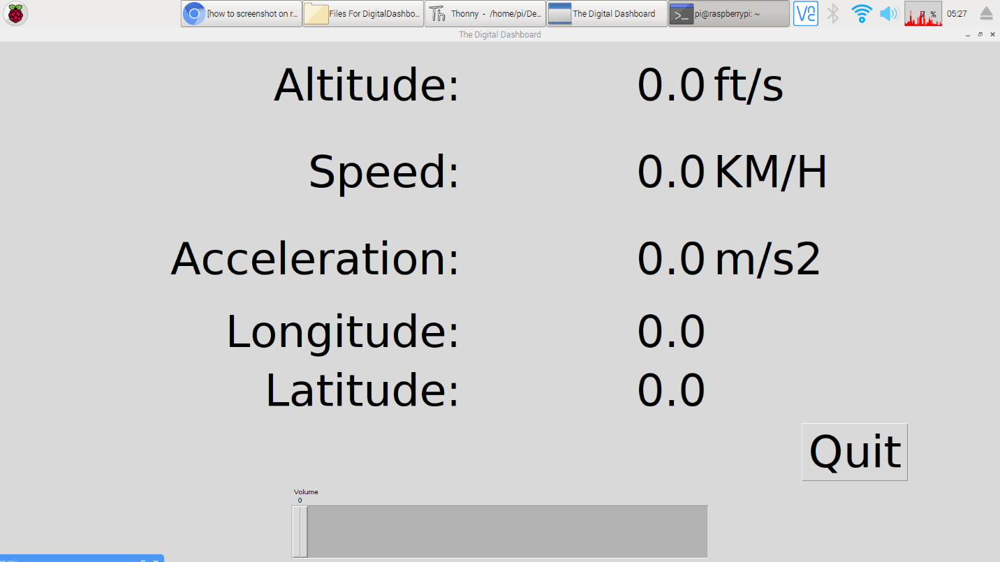 [how to screenshot on r... Files For DigitalDashbo... Thonny - /home/pi/De... The Digital Dashboard pi@raspberrypi: ~ % 05:27
The Digital Dashboard
Altitude: 0.0 ft/s
Speed: 0.0 KM/H
Acceleration: 0.0 m/s2
Longitude: 0.0
Latitude: 0.0
Quit
Volume
0